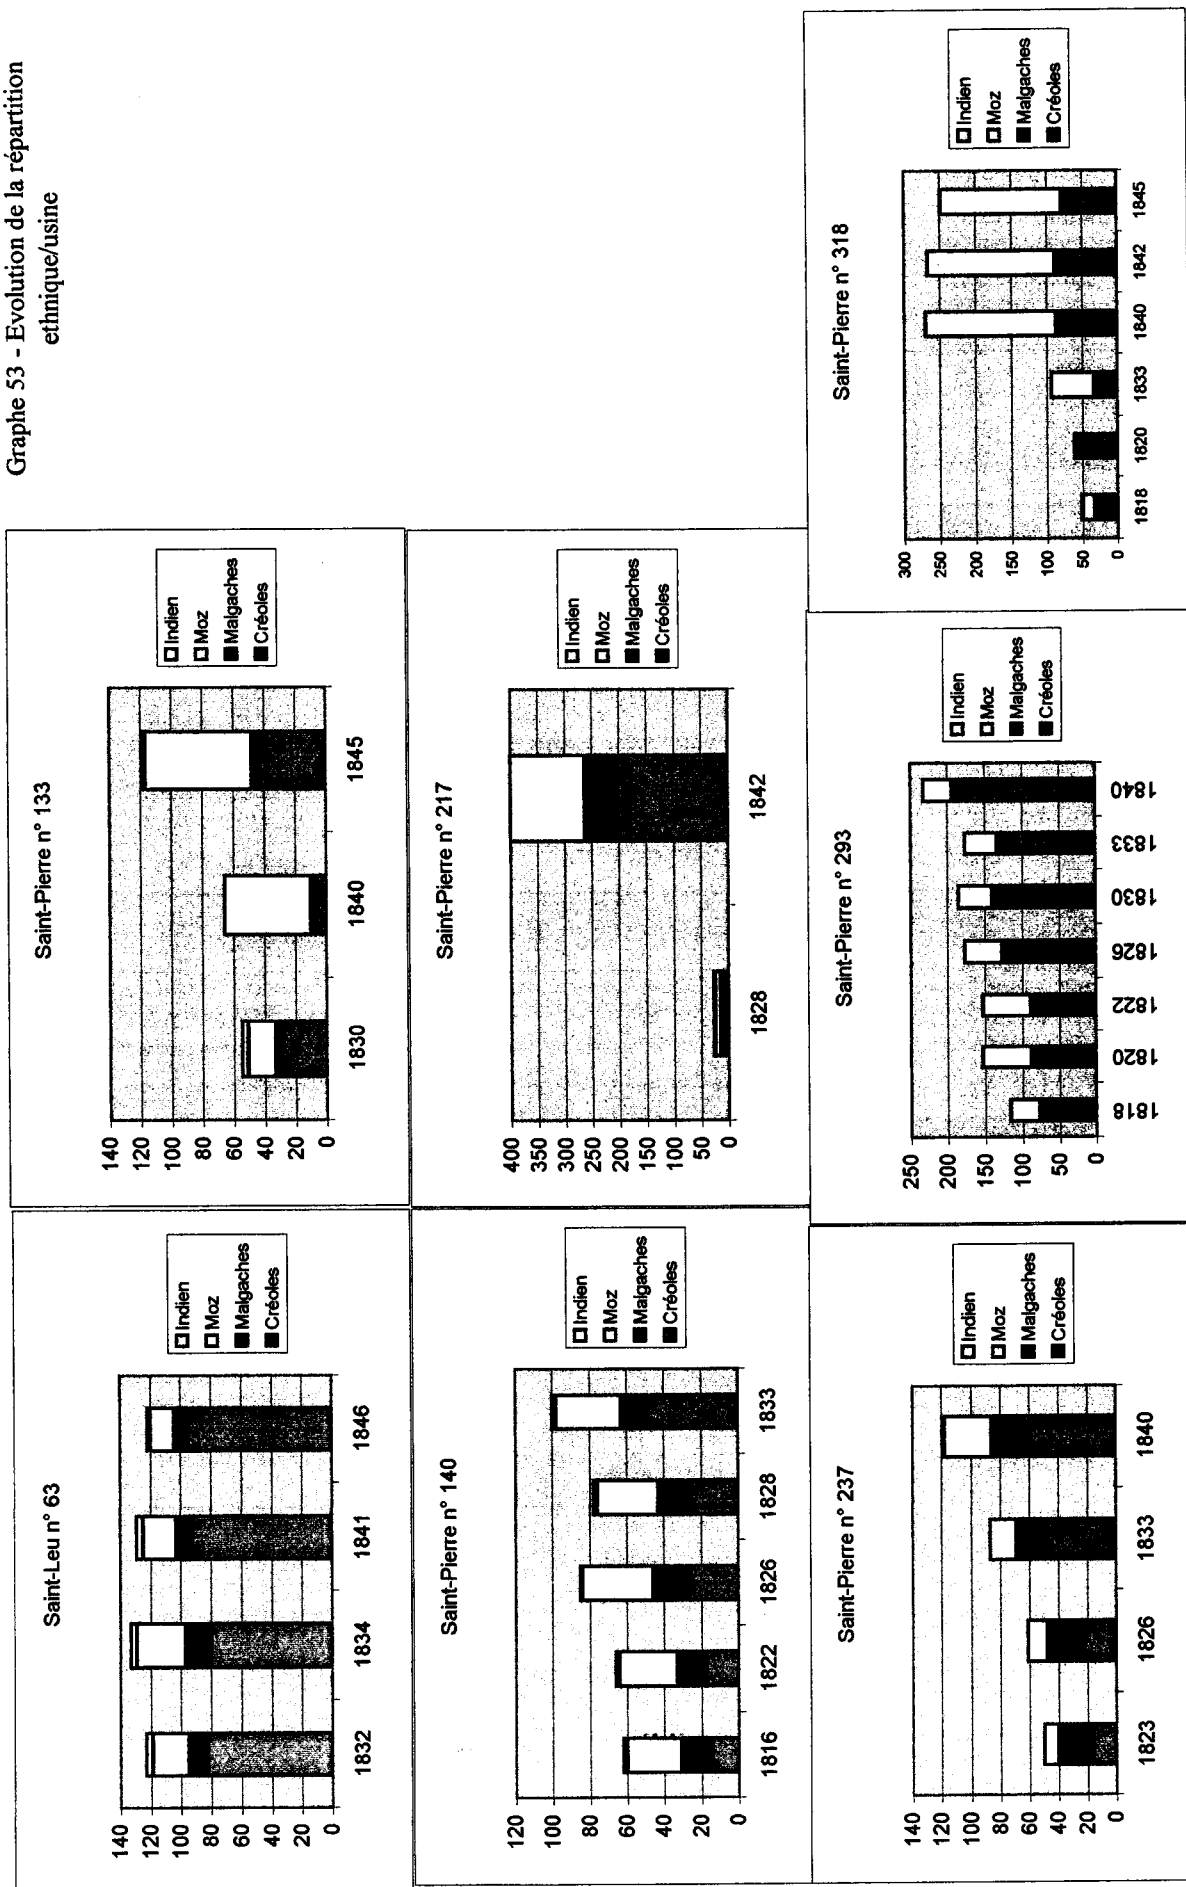 Graphe 53 - Evolution de la répartition
ethnique/usine
Saint-Leu n° 63
140
120
100
80
60
40
20
0
1832
1834
1841
1846
Indien
Moz
Malgaches
Créoles
Saint-Pierre n° 133
140
120
100
80
60
40
20
0
1830
1840
1845
Indien
Moz
Malgaches
Créoles
Saint-Pierre n° 140
120
100
80
60
40
20
0
1816
1822
1826
1828
1833
Indien
Moz
Malgaches
Créoles
Saint-Pierre n° 217
400
350
300
250
200
150
100
50
0
1828
1842
Indien
Moz
Malgaches
Créoles
Saint-Pierre n° 237
140
120
100
80
60
40
20
0
1823
1826
1833
1840
Indien
Moz
Malgaches
Créoles
Saint-Pierre n° 293
250
200
150
100
50
0
1818
1820
1822
1826
1830
1833
1840
Indien
Moz
Malgaches
Créoles
Saint-Pierre n° 318
300
250
200
150
100
50
0
1818
1820
1833
1840
1842
1845
Indien
Moz
Malgaches
Créoles